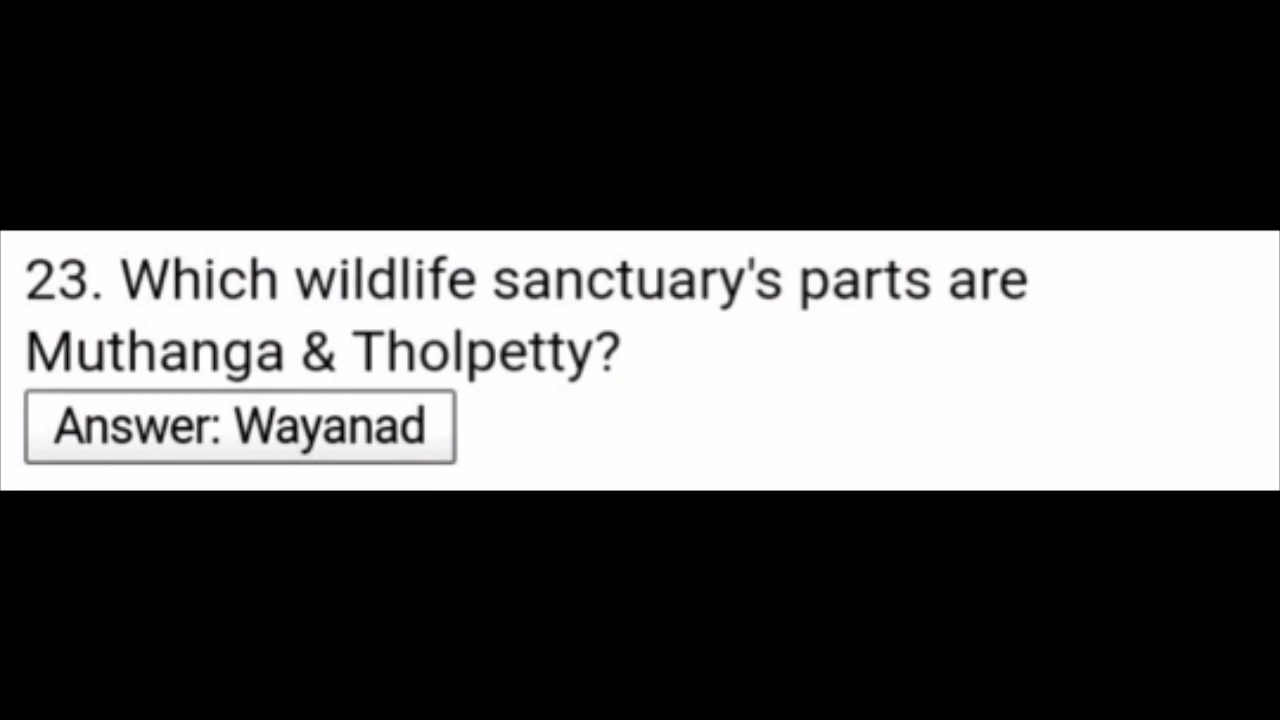 23. Which wildlife sanctuary's parts are
Muthanga & Tholpetty?
Answer: Wayanad